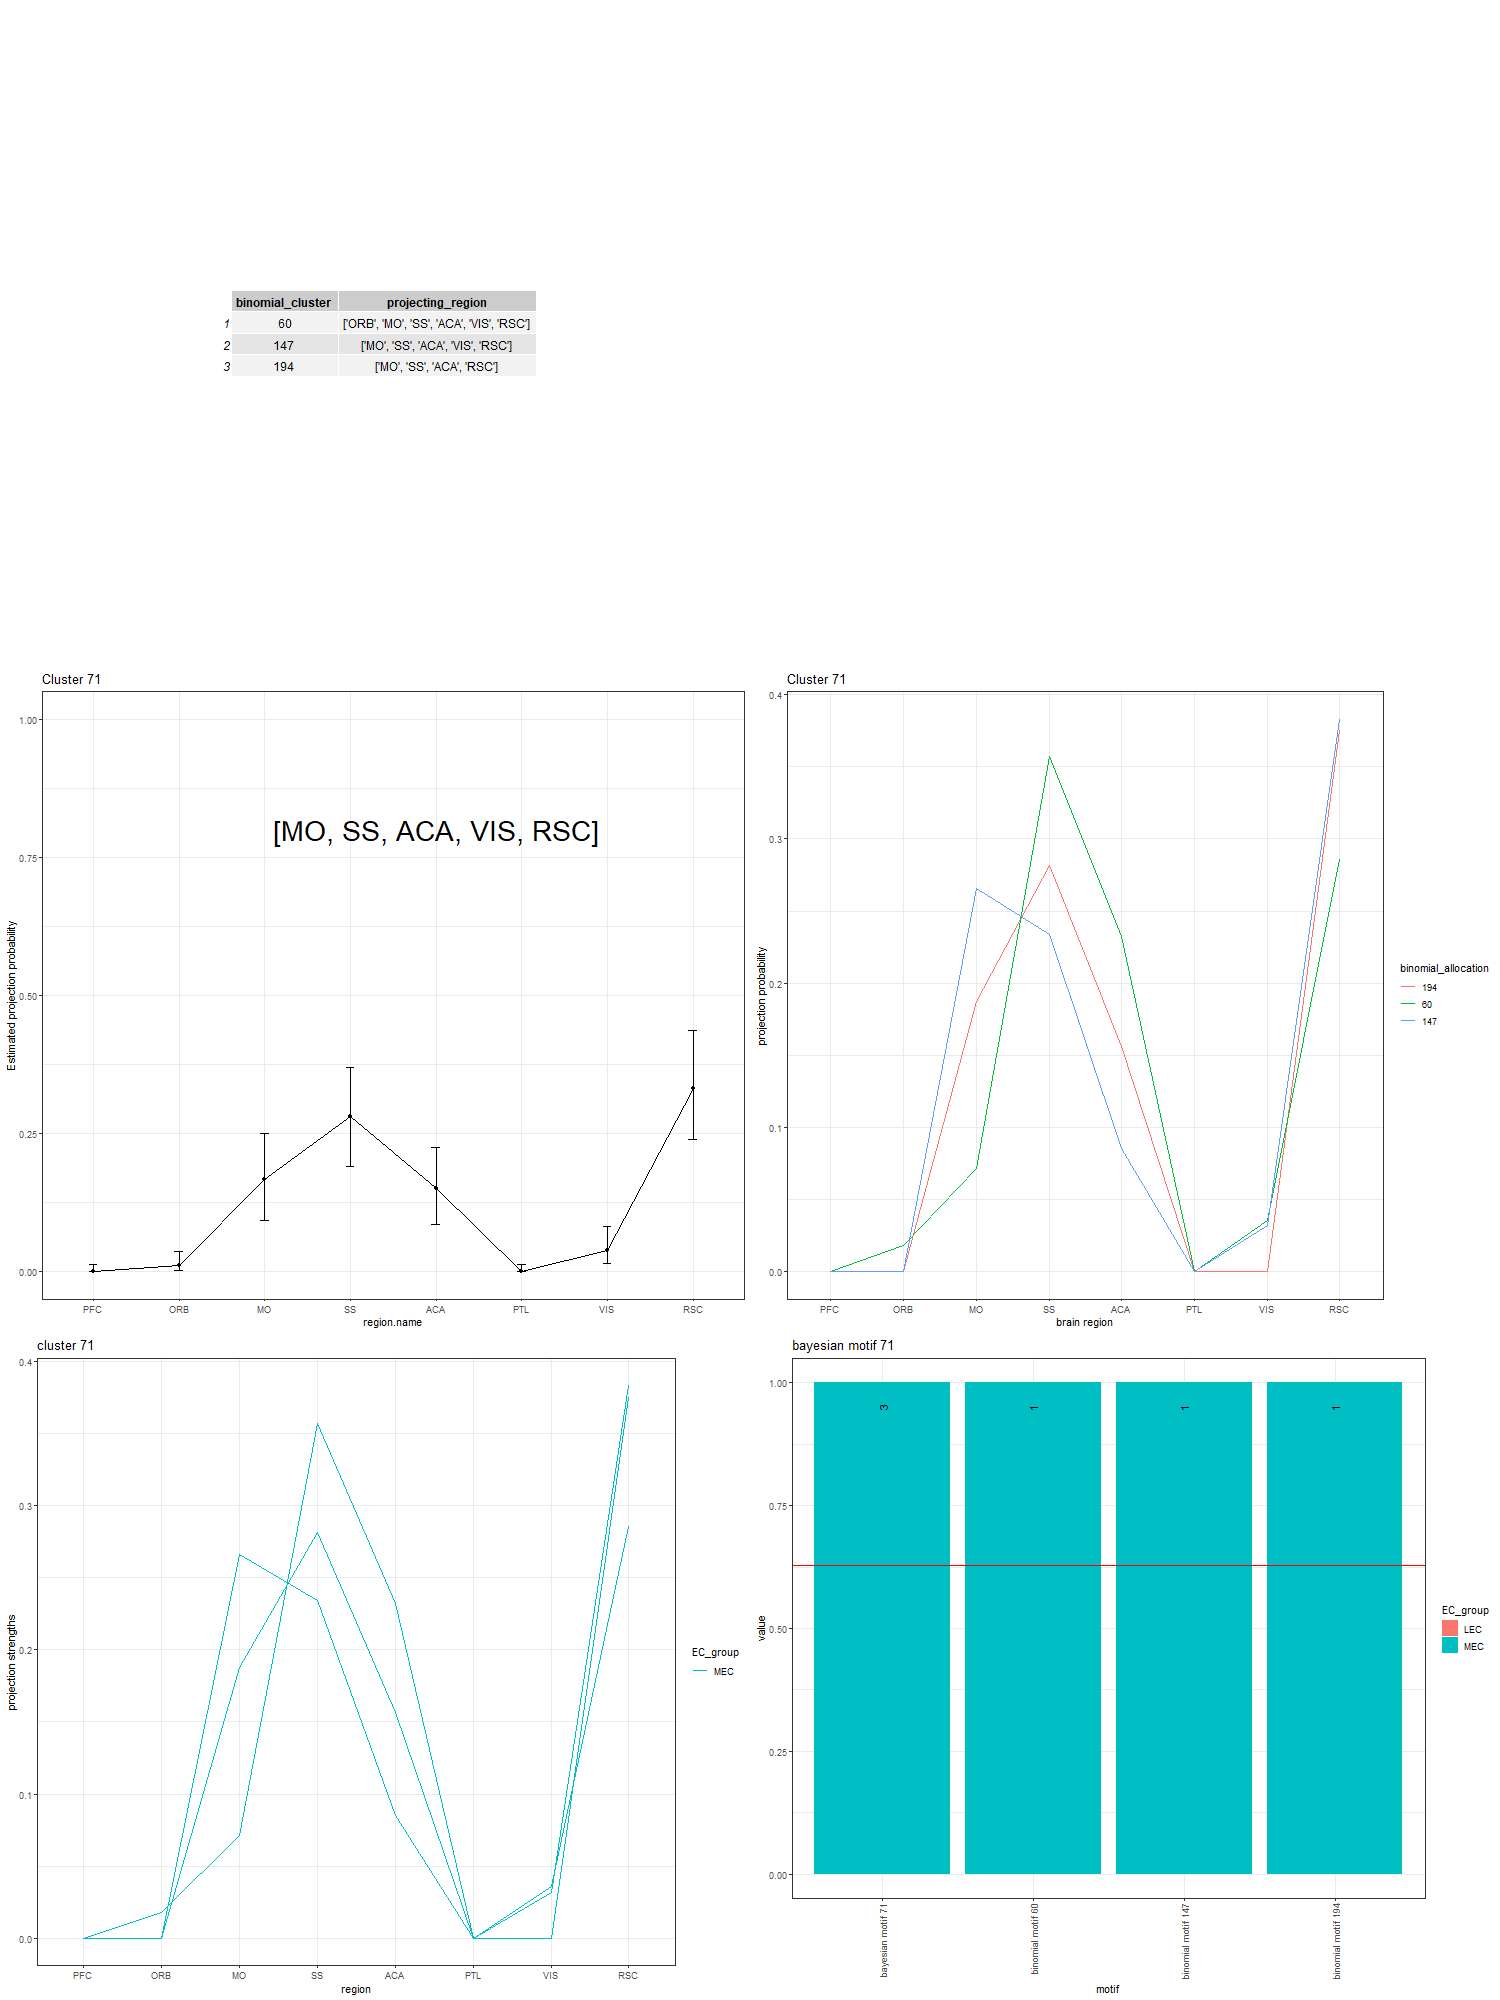 binomial_cluster projecting_region
1 60 ['ORB', 'MO', 'SS', 'ACA', 'VIS', 'RSC']
2 147 ['MO', 'SS', 'ACA', 'VIS', 'RSC']
3 194 ['MO', 'SS', 'ACA', 'RSC']
Cluster 71
1.00
0.75
0.50
0.25
0.00
Estimated projection probability
[MO, SS, ACA, VIS, RSC]
PFC ORB MO SS ACA PTL VIS RSC
region.name
Cluster 71
0.4
0.3
0.2
0.1
0.0
projection probability
PFC ORB MO SS ACA PTL VIS RSC
brain region
binomial_allocation
194
60
147
cluster 71
0.4
0.3
0.2
0.1
0.0
projection strengths
PFC ORB MO SS ACA PTL VIS RSC
region
EC_group
MEC
bayesian motif 71
1.00
0.75
0.50
0.25
0.00
value
3 1 1 1
bayesian motif 71
binomial motif 60
binomial motif 147
binomial motif 194
motif
EC_group
LEC
MEC